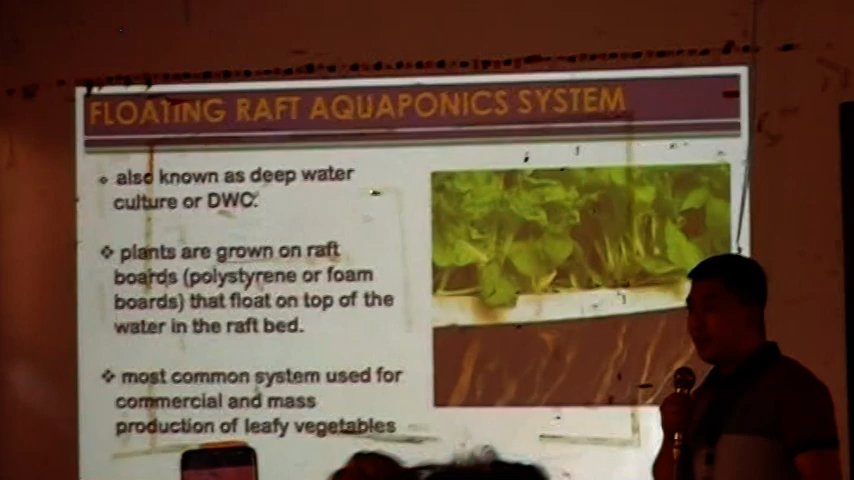 FLOATING RAFT AQUAPONICS SYSTEM
also known as deep water
culture or DWC.
plants are grown on raft
boards (polystyrene or foam
boards) that float on top of the
water in the raft bed.
most common system used for
commercial and mass
production of leafy vegetables